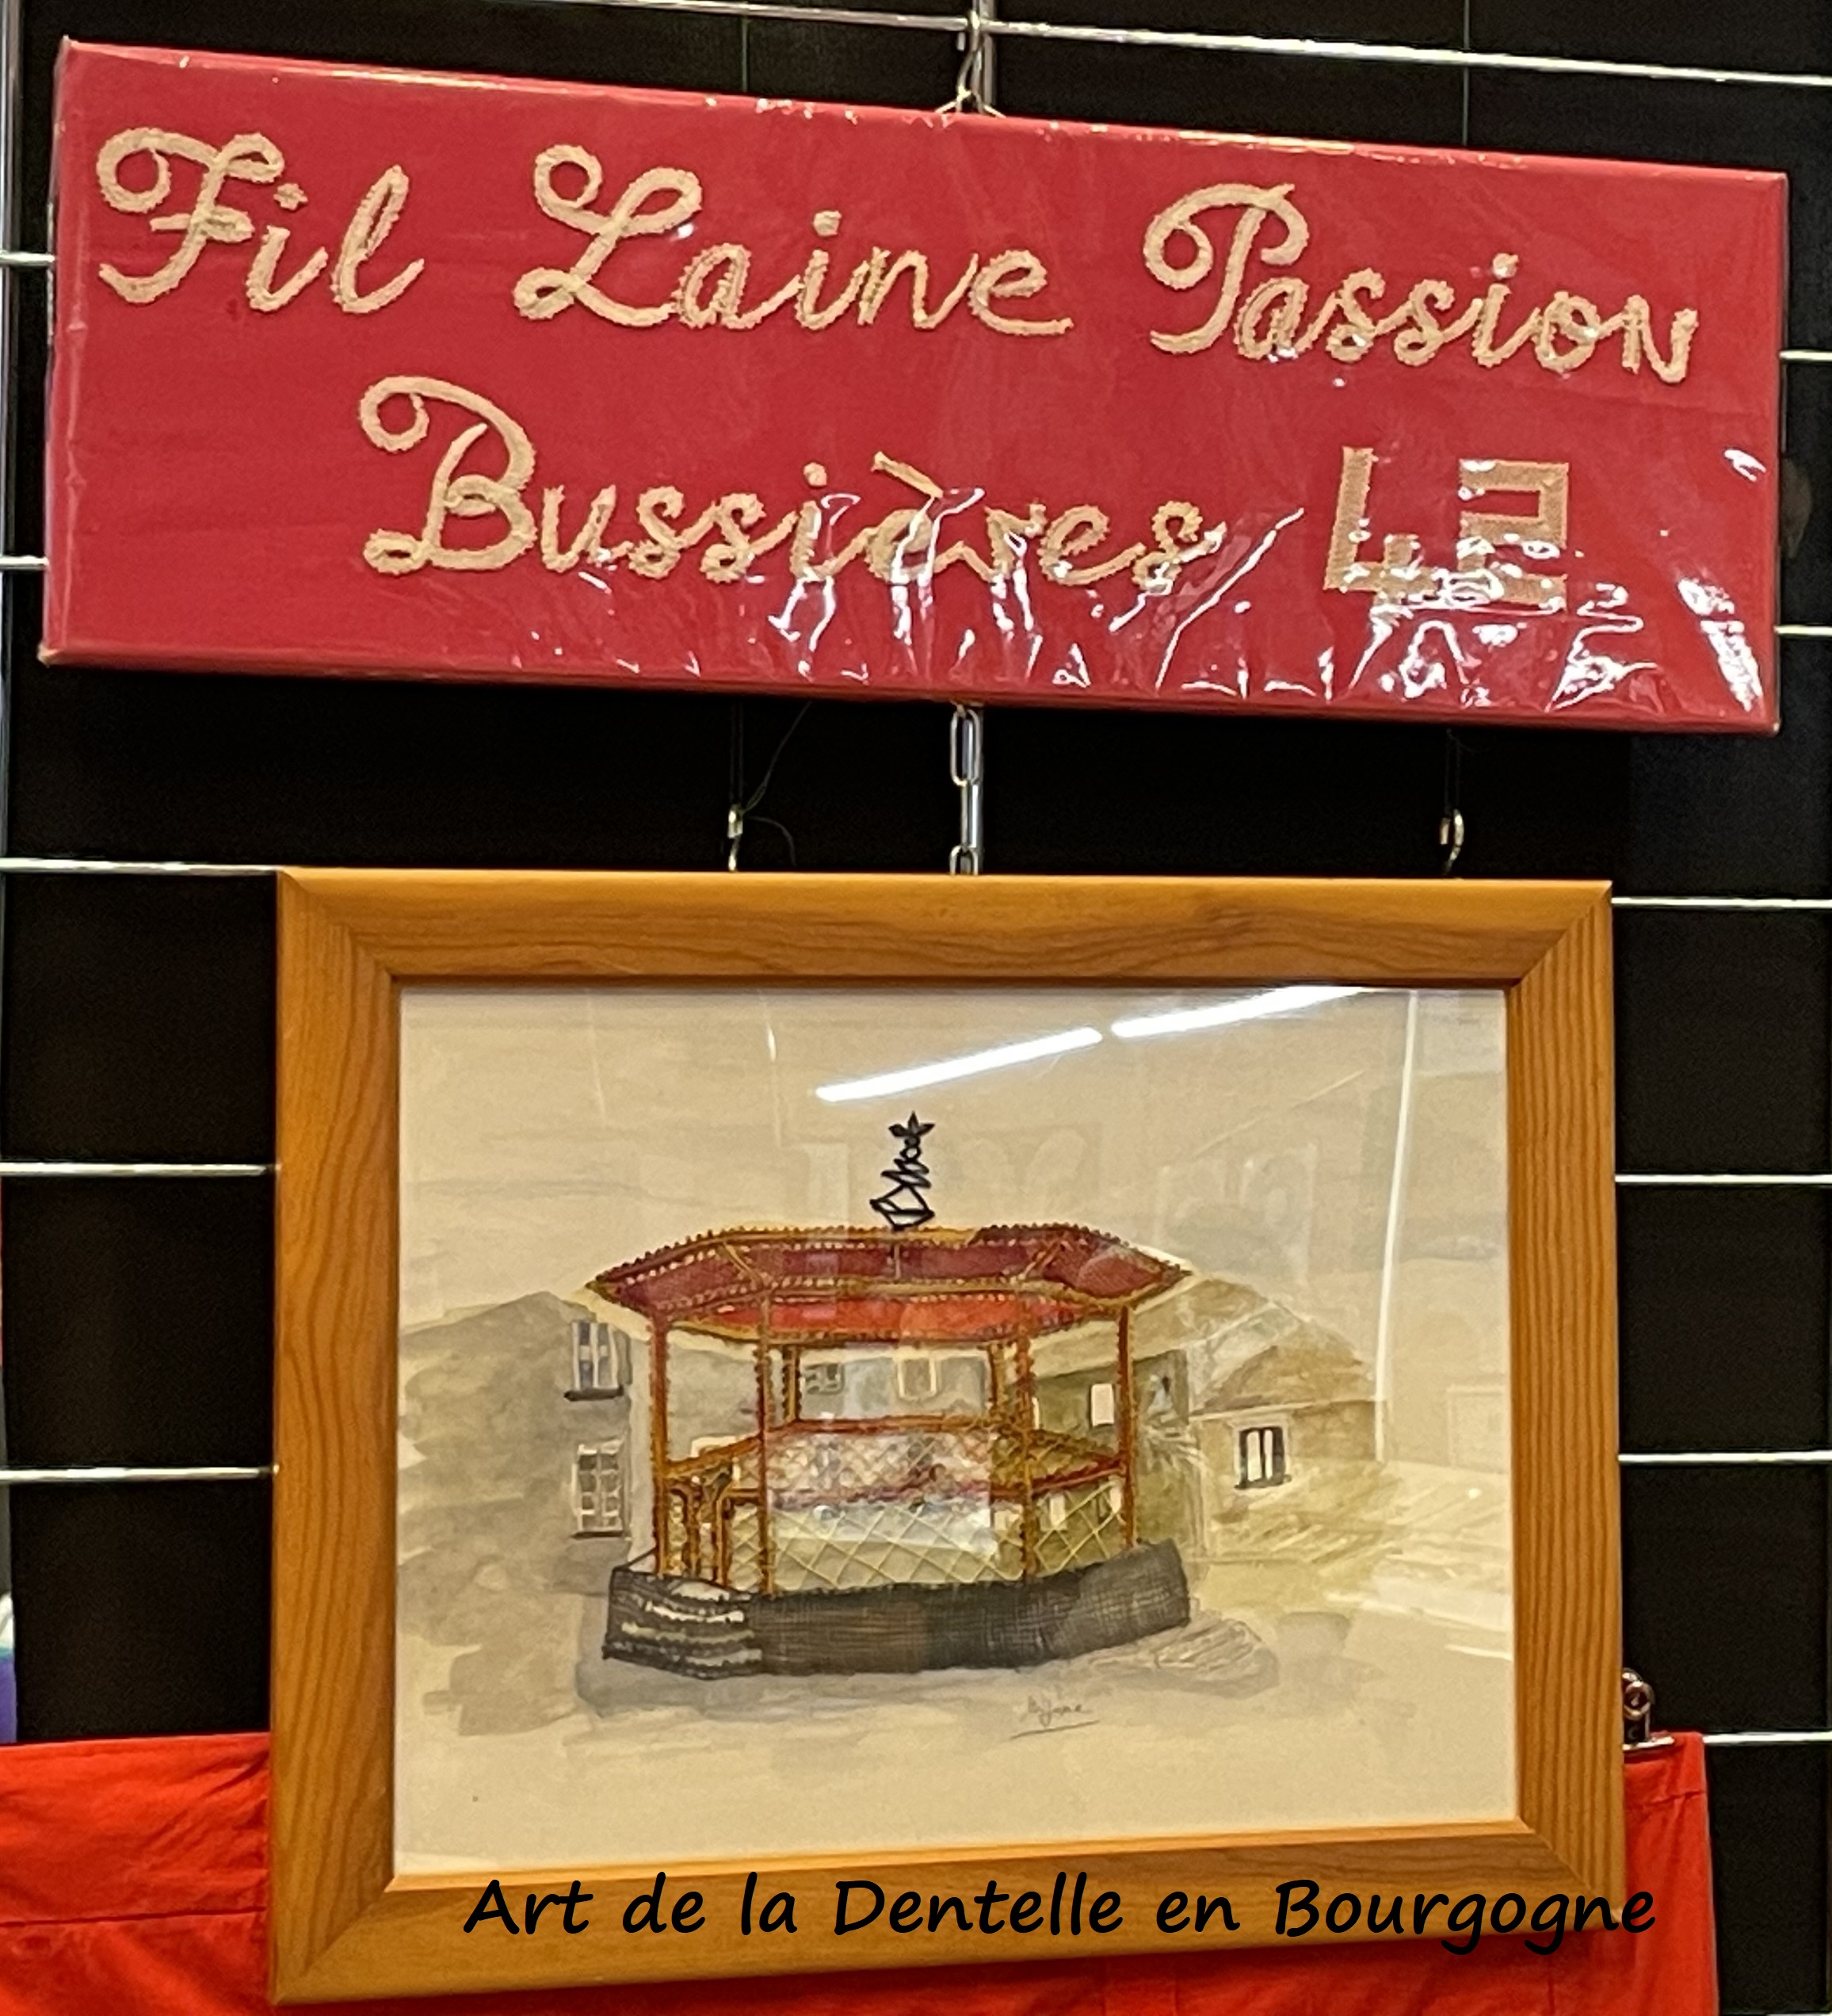 Fil Laine Passion
Bussières 42
Art de la Dentelle en Bourgogne